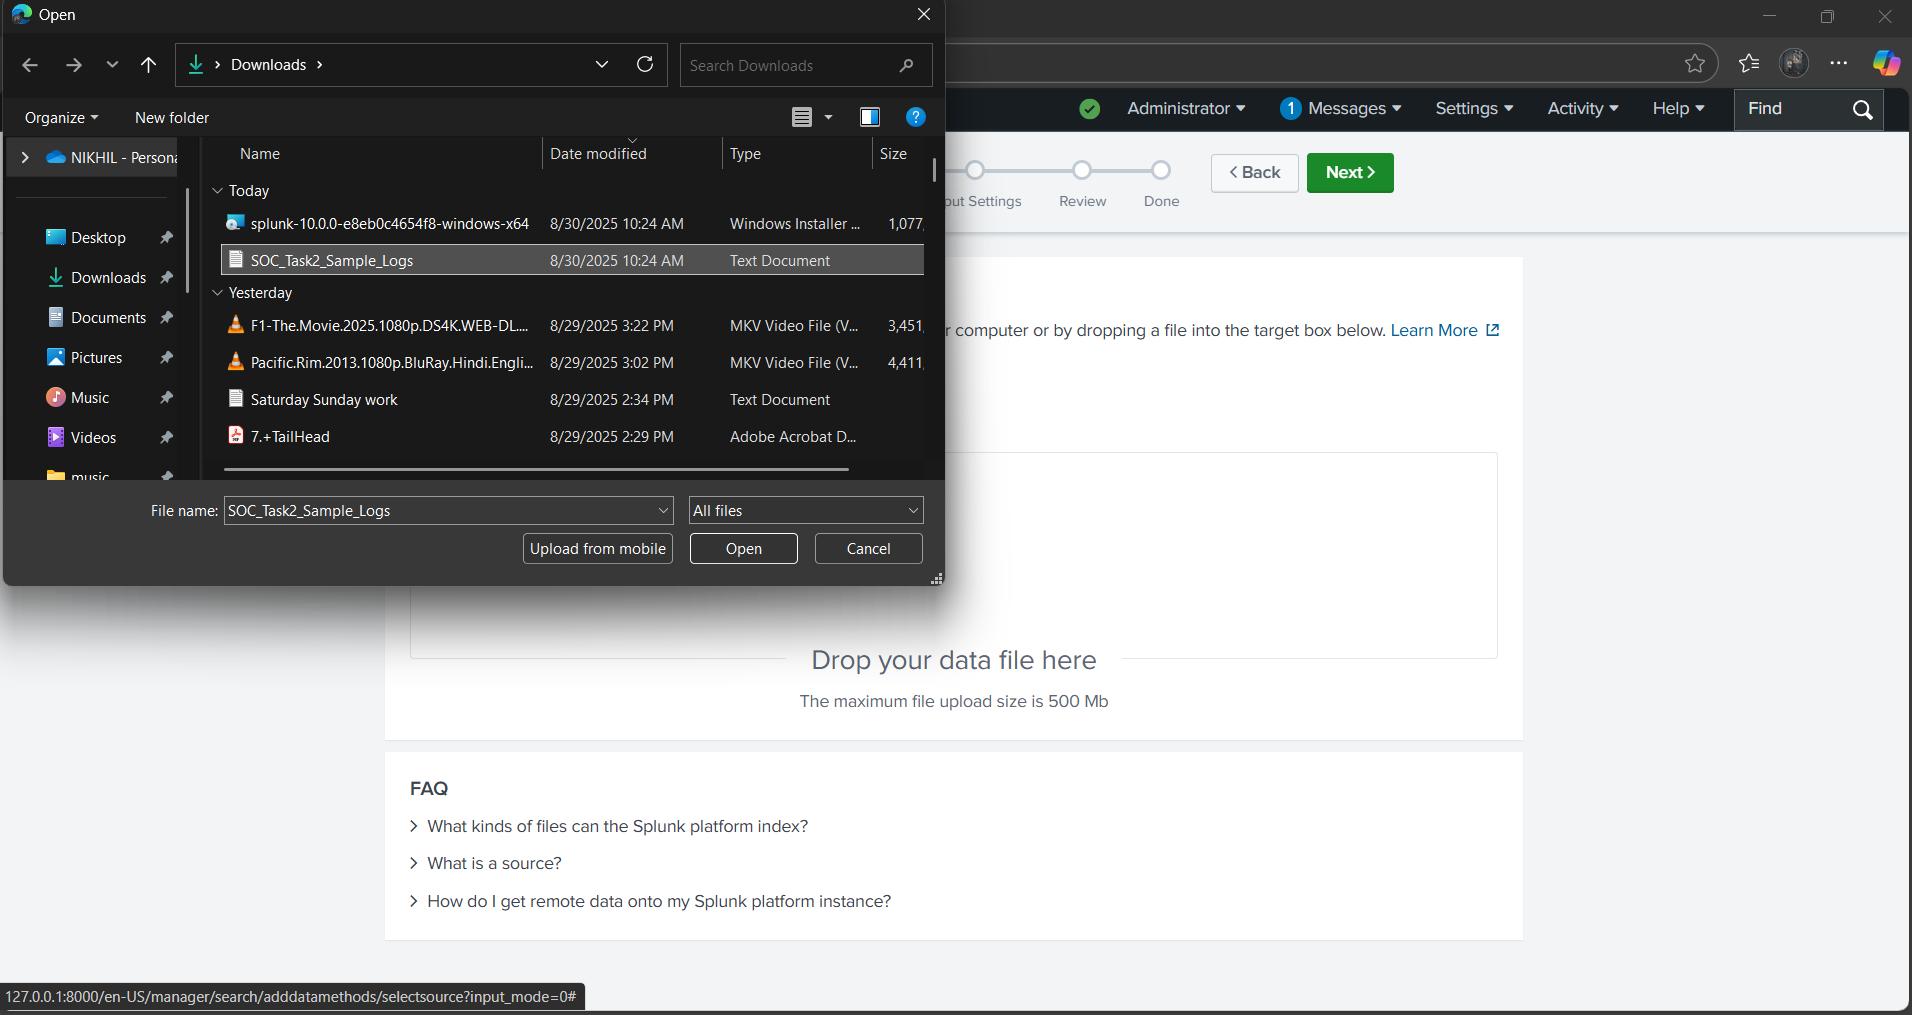 Open
Downloads
Search Downloads
Organize
New folder
Administrator
1 Messages
Settings
Activity
Help
Find
NIKHIL - Persona
Name
Date modified
Type
Size
Today
splunk-10.0.0-e8eb0c4654f8-windows-x64 8/30/2025 10:24 AM Windows Installer ... 1,077
SOC_Task2_Sample_Logs 8/30/2025 10:24 AM Text Document
Yesterday
F1-The.Movie.2025.1080p.DS4K.WEB-DL.... 8/29/2025 3:22 PM MKV Video File (V... 3,451
Pacific.Rim.2013.1080p.BluRay.Hindi.Engli... 8/29/2025 3:02 PM MKV Video File (V... 4,411
Saturday Sunday work 8/29/2025 2:34 PM Text Document
7.+TailHead 8/29/2025 2:29 PM Adobe Acrobat D...
Desktop
Downloads
Documents
Pictures
Music
Videos
music
File name: SOC_Task2_Sample_Logs
All files
Upload from mobile
Open
Cancel
out Settings
Review
Done
< Back
Next >
r computer or by dropping a file into the target box below. Learn More
Drop your data file here
The maximum file upload size is 500 Mb
FAQ
> What kinds of files can the Splunk platform index?
> What is a source?
> How do I get remote data onto my Splunk platform instance?
127.0.0.1:8000/en-US/manager/search/adddatamethods/selectsource?input_mode=0#